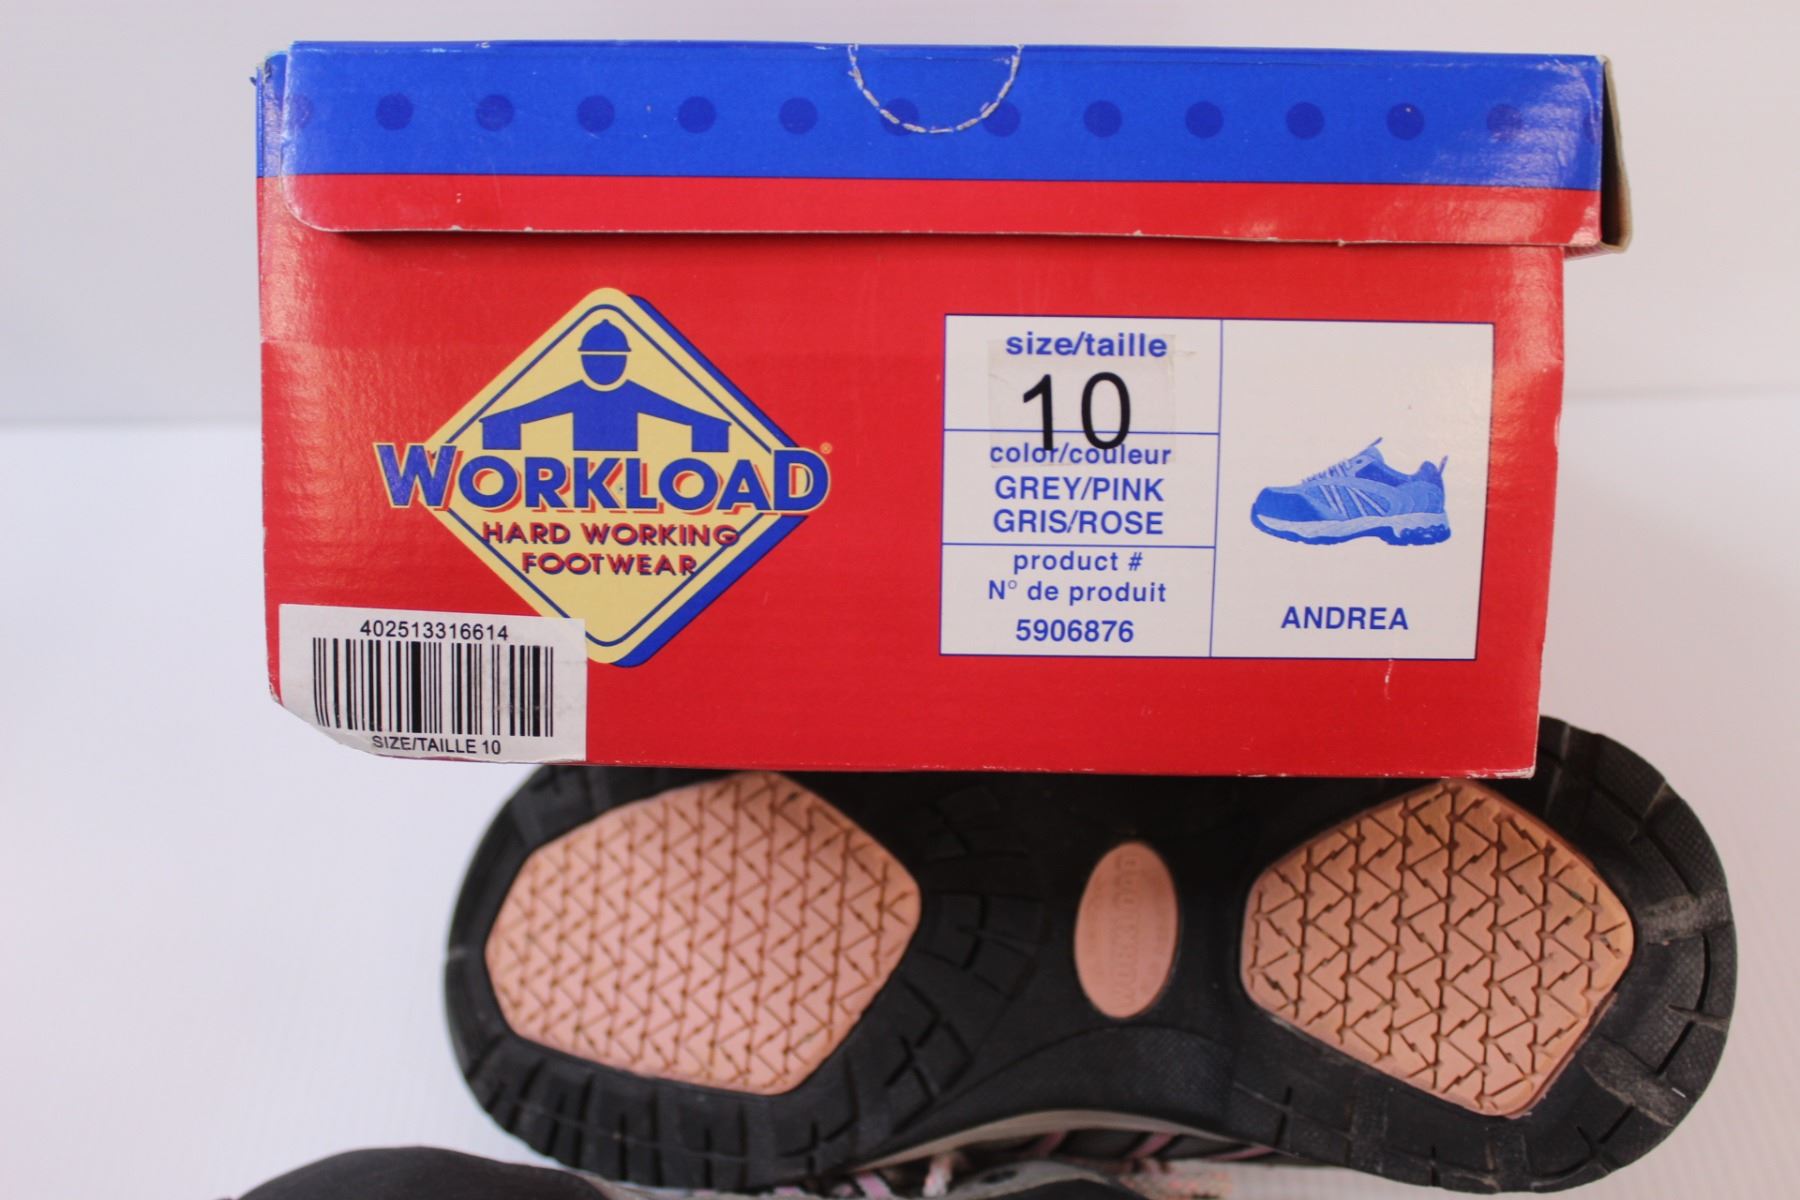 WORKLOAD®
HARD WORKING
FOOTWEAR
402513316614
SIZE/TAILLE 10
size/taille
10
color/couleur
GREY/PINK
GRIS/ROSE
product #
N° de produit
5906876
ANDREA
WORKLOAD